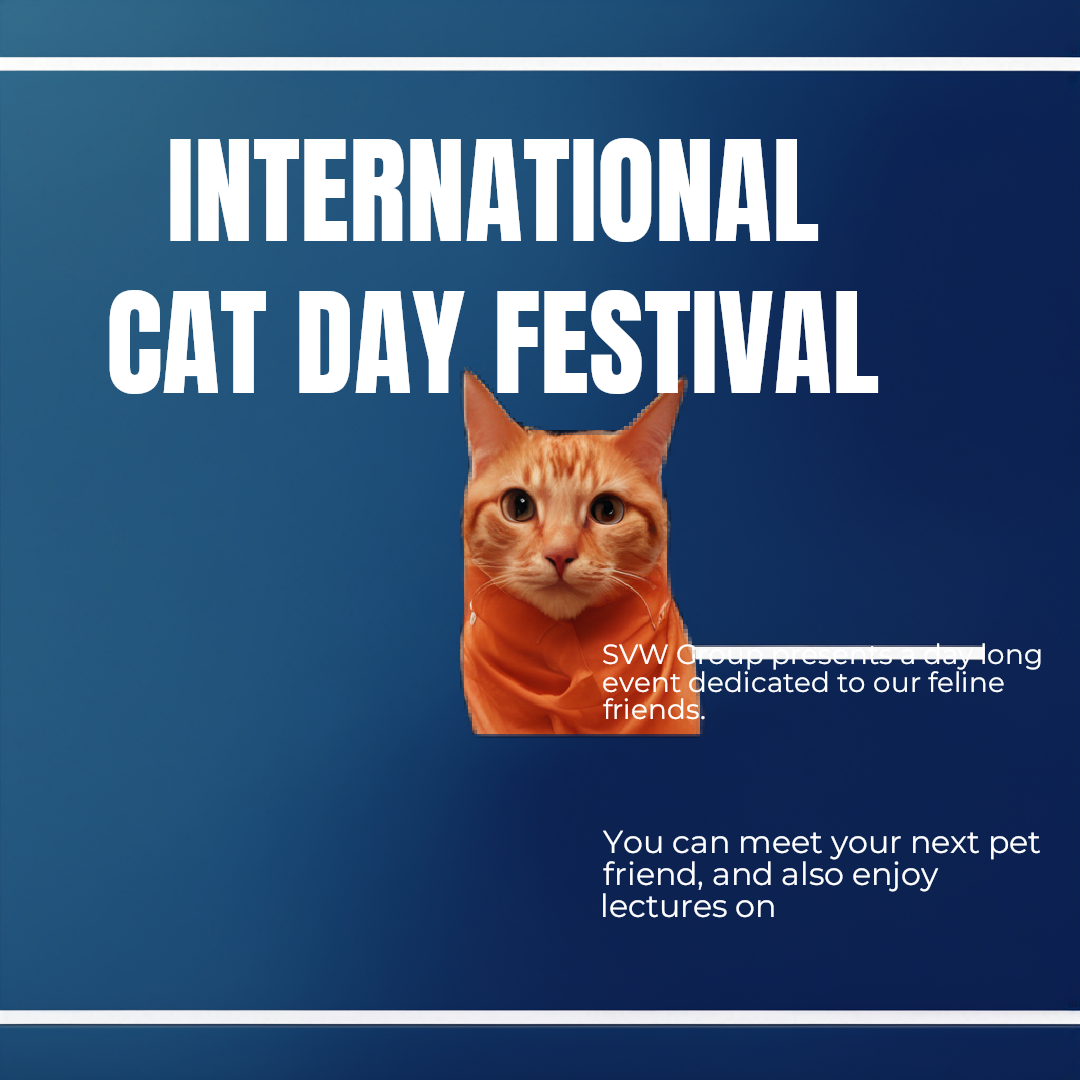 INTERNATIONAL
CAT DAY FESTIVAL
SVW Group presents a day long
event dedicated to our feline
friends.
You can meet your next pet
friend, and also enjoy
lectures on